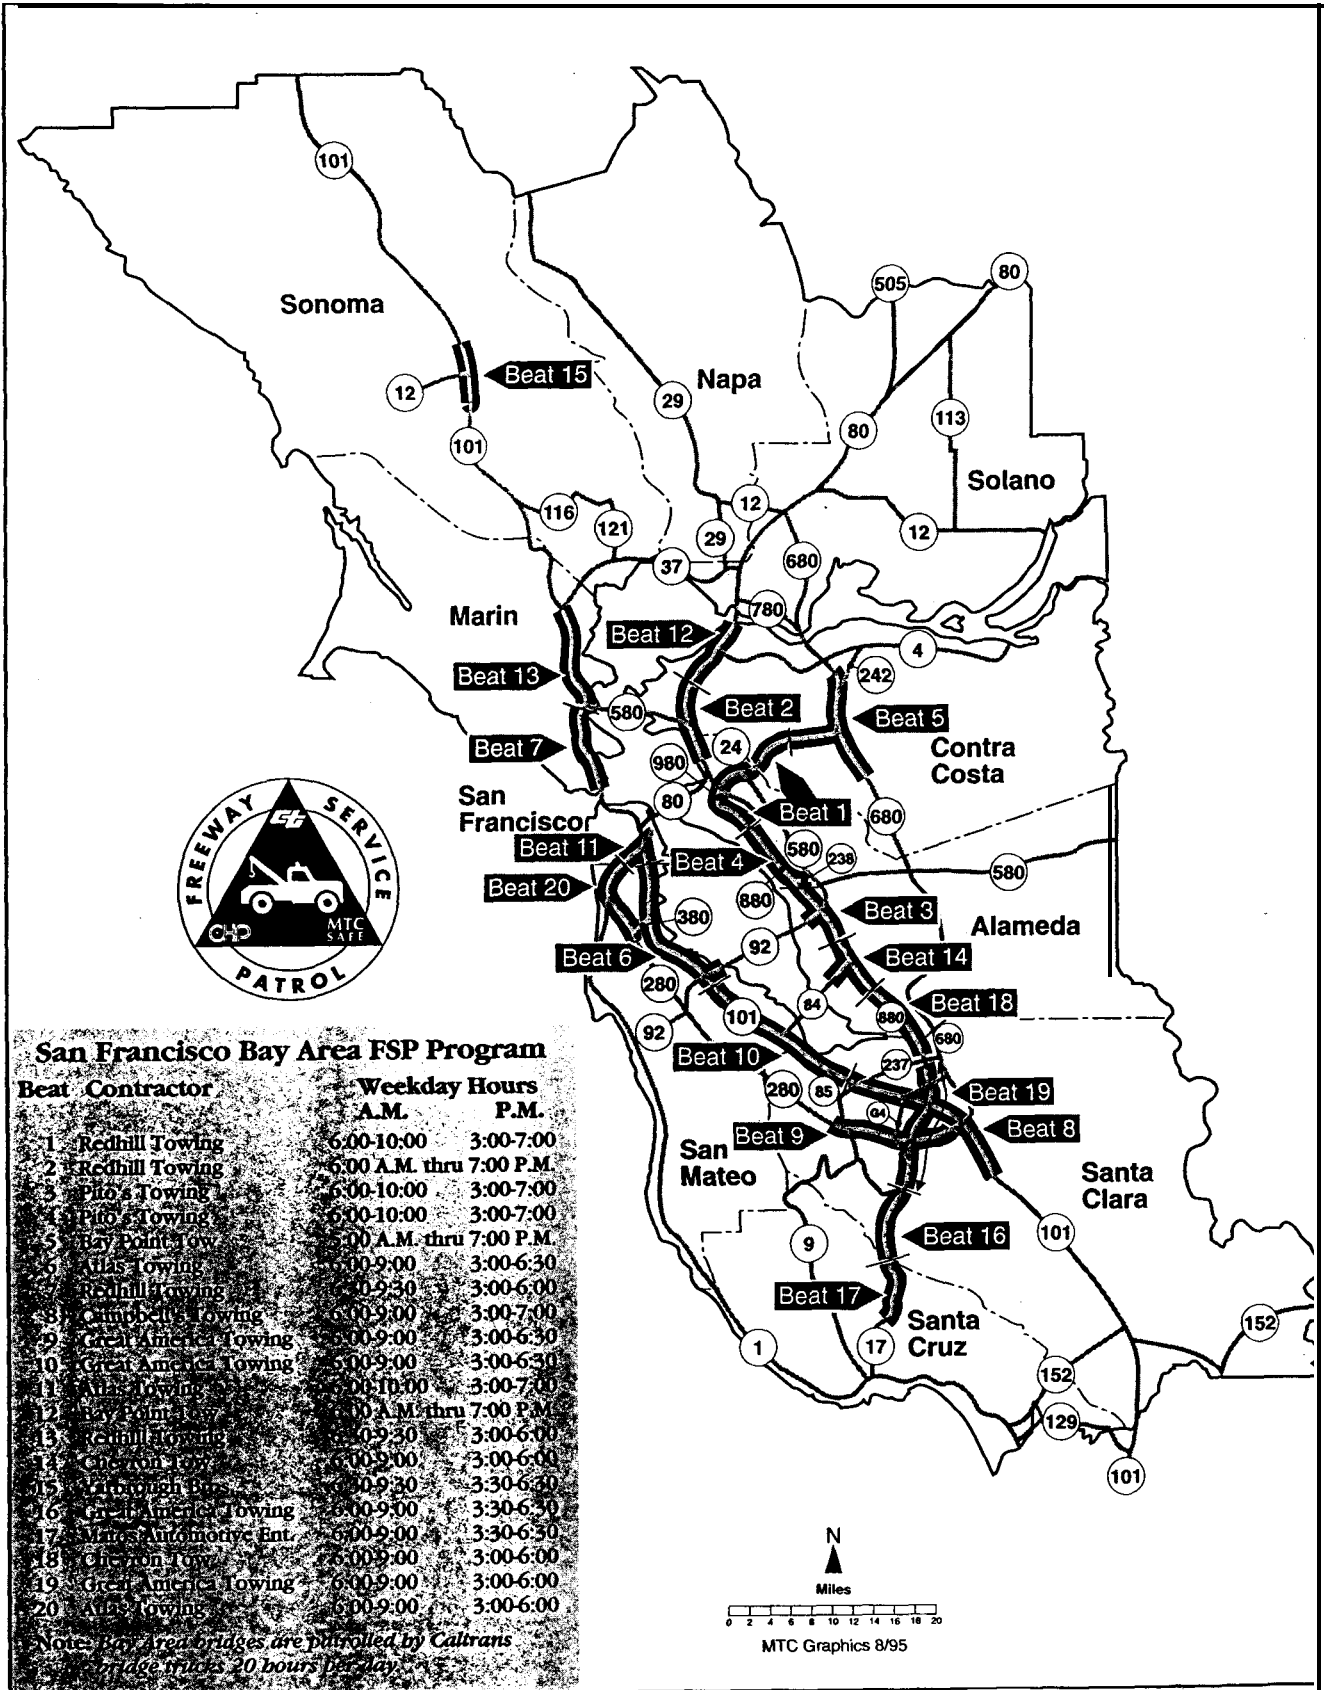 101
505
80
Sonoma
Beat 15
Napa
12
29
80
113
101
Solano
12
116
121
29
12
37
680
780
Marin
Beat 12
4
Beat 13
242
580
Beat 2
Beat 5
24
Beat 7
Contra
Costa
980
San
Francisco
80
Beat 1
680
Beat 11
580
238
Beat 4
580
Beat 20
880
Beat 3
380
Alameda
92
Beat 6
Beat 14
280
84
Beat 18
101
880
92
680
Beat 10
237
280
85
Beat 19
G4
Beat 9
Beat 8
San
Mateo
Santa
Clara
101
9
Beat 16
Beat 17
Santa
Cruz
1
17
152
152
129
101
FREEWAY SERVICE PATROL
CHP
MTC
SAFE
San Francisco Bay Area FSP Program
Beat Contractor Weekday Hours
A.M. P.M.
1 Redhill Towing 6:00-10:00 3:00-7:00
2 Redhill Towing 6:00 A.M. thru 7:00 P.M.
3 Pito's Towing 6:00-10:00 3:00-7:00
4 Pito's Towing 6:00-10:00 3:00-7:00
5 Bay Point Tow 5:00 A.M. thru 7:00 P.M.
6 Atlas Towing 6:00-9:00 3:00-6:30
7 Redhill Towing 6:30-9:30 3:00-6:00
8 Campbell's Towing 6:00-9:00 3:00-7:00
9 Great America Towing 6:00-9:00 3:00-6:30
10 Great America Towing 6:00-9:00 3:00-6:30
11 Atlas Towing 6:00-10:00 3:00-7:00
12 Bay Point Tow A.M. thru 7:00 P.M.
13 Redhill Towing 6:30-9:30 3:00-6:00
14 Chevron Tow 6:00-9:00 3:00-6:00
15 Yarbrough Bros. 6:30-9:30 3:30-6:30
16 Great America Towing 6:00-9:00 3:30-6:30
17 Matos Automotive Ent. 6:00-9:00 3:30-6:30
18 Chevron Tow 6:00-9:00 3:00-6:00
19 Great America Towing 6:00-9:00 3:00-6:00
20 Atlas Towing 6:00-9:00 3:00-6:00
Note: Bay Area bridges are patrolled by Caltrans
bridge trucks 20 hours per day.
N
Miles
0 2 4 6 8 10 12 14 16 18 20
MTC Graphics 8/95